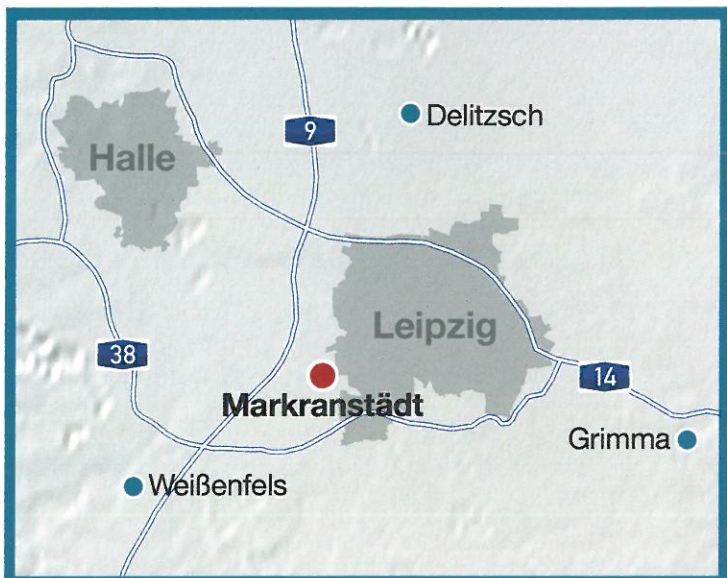 Delitzsch
9
Halle
Leipzig
38
14
Markranstädt
Grimma
Weißenfels